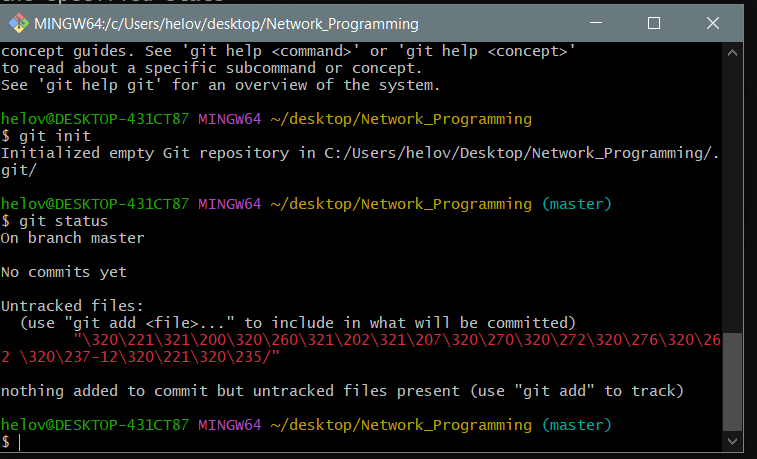 MINGW64:/c/Users/helov/desktop/Network_Programming
concept guides. See 'git help <command>' or 'git help <concept>'
to read about a specific subcommand or concept.
See 'git help git' for an overview of the system.
helov@DESKTOP-431CT87 MINGW64 ~/desktop/Network_Programming
$ git init
Initialized empty Git repository in C:/Users/helov/Desktop/Network_Programming/.
git/
helov@DESKTOP-431CT87 MINGW64 ~/desktop/Network_Programming (master)
$ git status
On branch master
No commits yet
Untracked files:
(use "git add <file>..." to include in what will be committed)
"\320\221\321\200\320\260\321\202\321\207\320\270\320\272\320\276\320\26
2 \320\237-12\320\221\320\235/"
nothing added to commit but untracked files present (use "git add" to track)
helov@DESKTOP-431CT87 MINGW64 ~/desktop/Network_Programming (master)
$